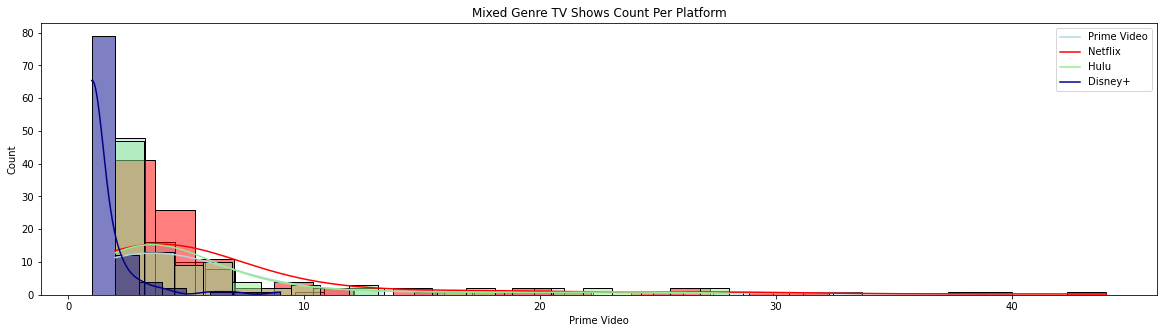 Mixed Genre TV Shows Count Per Platform
80
70
60
50
40
30
20
10
0
Count
Prime Video
Netflix
Hulu
Disney+
0 10 20 30 40
Prime Video